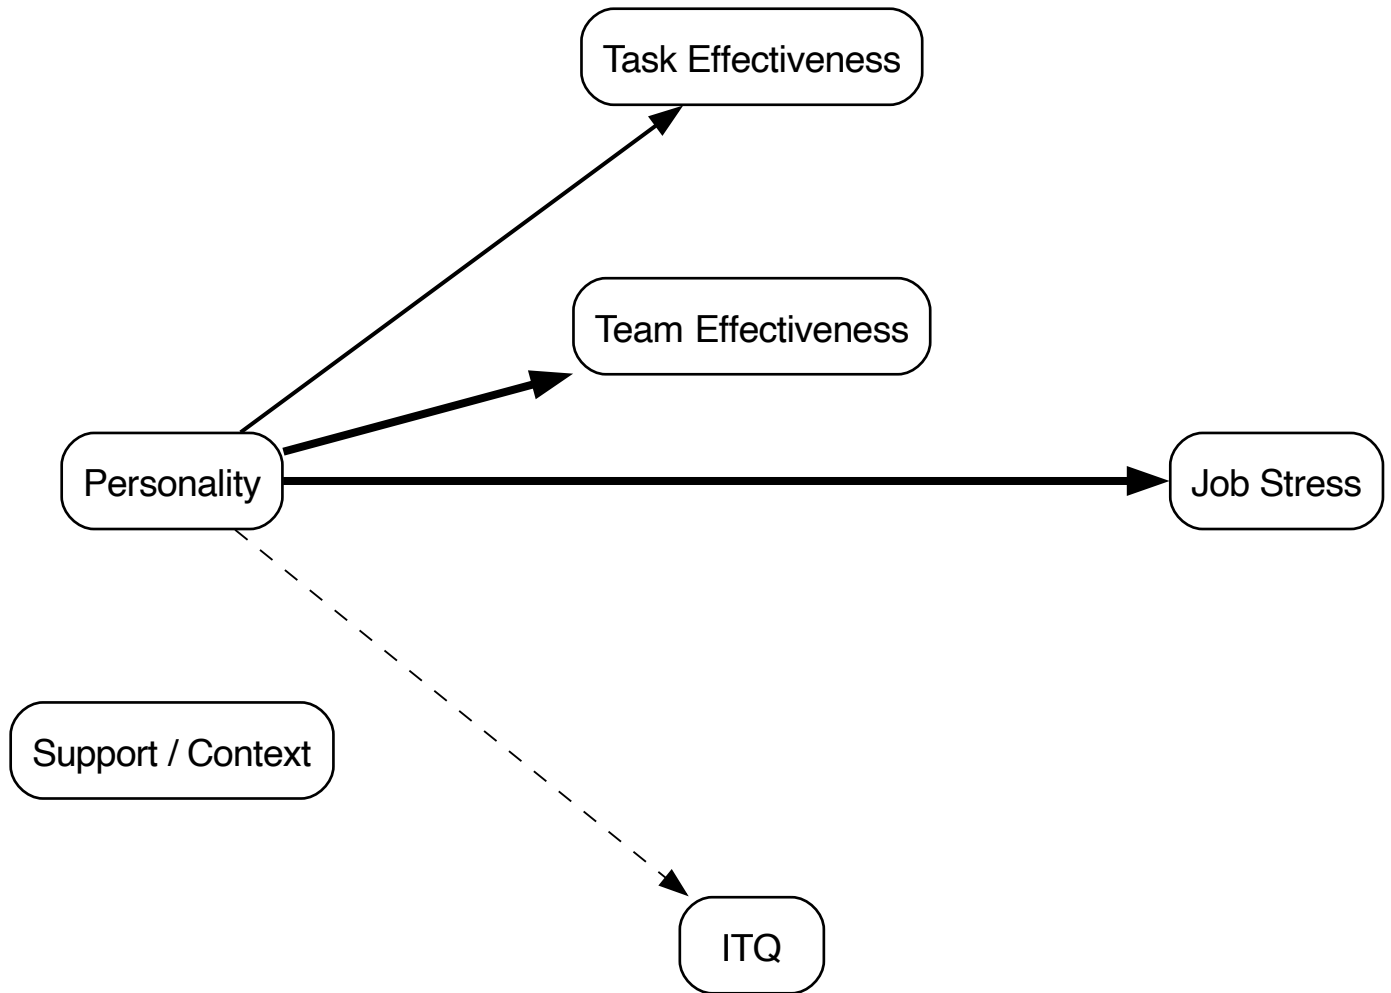 Task Effectiveness
Team Effectiveness
Personality
Job Stress
Support / Context
ITQ